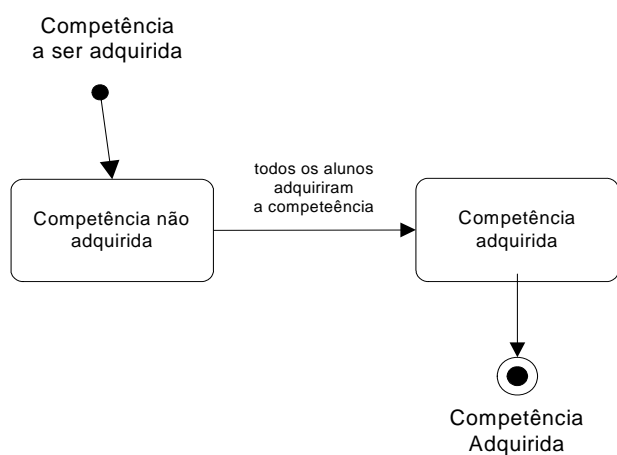 Competência
a ser adquirida
Competência não
adquirida
todos os alunos
adquiriram
a competeência
Competência
adquirida
Competência
Adquirida